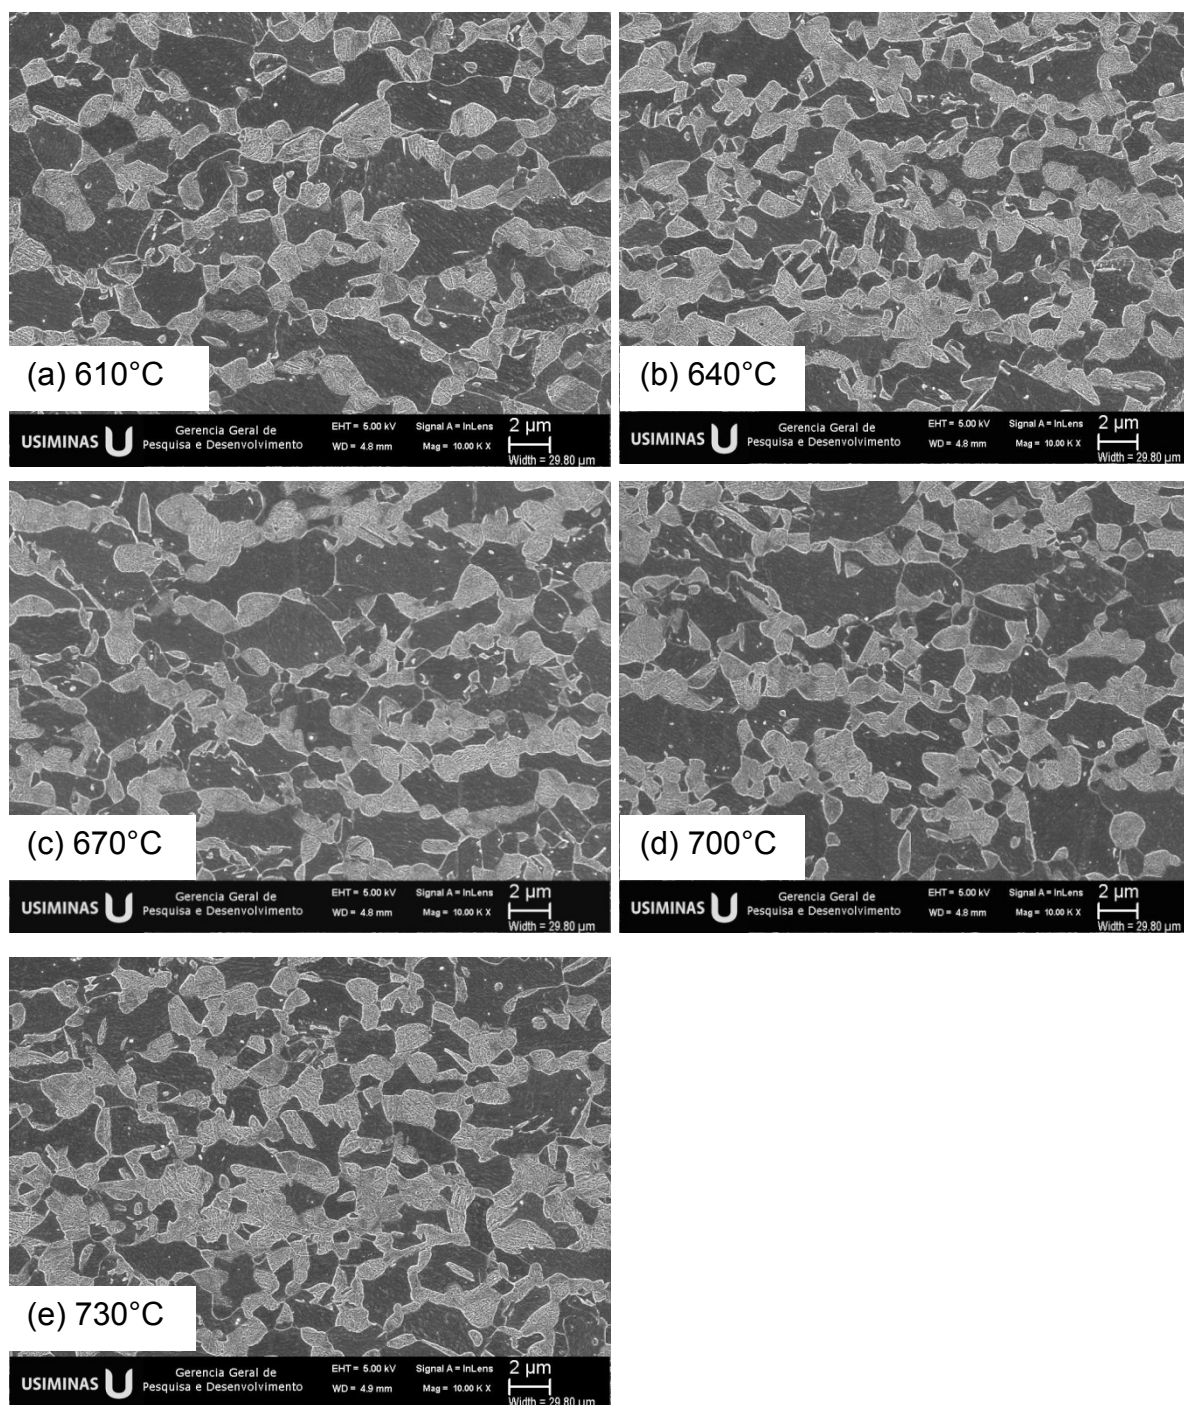 (a) 610°C
USIMINAS U Gerencia Geral de Pesquisa e Desenvolvimento
EHT = 5.00 kV Signal A = InLens 2 µm
WD = 4.8 mm Mag = 10.00 K X Width = 29.80 µm
(b) 640°C
USIMINAS U Gerencia Geral de Pesquisa e Desenvolvimento
EHT = 5.00 kV Signal A = InLens 2 µm
WD = 4.8 mm Mag = 10.00 K X Width = 29.80 µm
(c) 670°C
USIMINAS U Gerencia Geral de Pesquisa e Desenvolvimento
EHT = 5.00 kV Signal A = InLens 2 µm
WD = 4.8 mm Mag = 10.00 K X Width = 29.80 µm
(d) 700°C
USIMINAS U Gerencia Geral de Pesquisa e Desenvolvimento
EHT = 5.00 kV Signal A = InLens 2 µm
WD = 4.8 mm Mag = 10.00 K X Width = 29.80 µm
(e) 730°C
USIMINAS U Gerencia Geral de Pesquisa e Desenvolvimento
EHT = 5.00 kV Signal A = InLens 2 µm
WD = 4.9 mm Mag = 10.00 K X Width = 29.80 µm